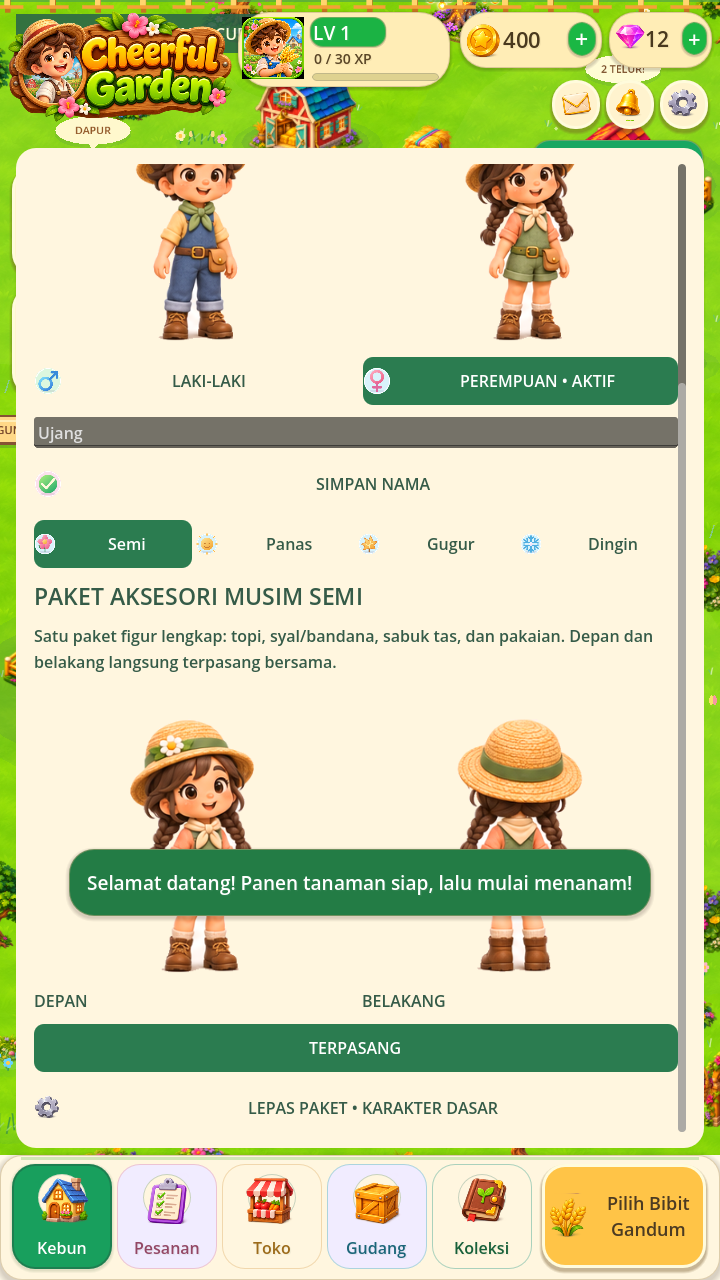 Cheerful
Garden
LV 1
0 / 30 XP
400
+
12
+
2 TELUR!
DAPUR
LAKI-LAKI
PEREMPUAN • AKTIF
Ujang
SIMPAN NAMA
Semi
Panas
Gugur
Dingin
PAKET AKSESORI MUSIM SEMI
Satu paket figur lengkap: topi, syal/bandana, sabuk tas, dan pakaian. Depan dan
belakang langsung terpasang bersama.
Selamat datang! Panen tanaman siap, lalu mulai menanam!
DEPAN
BELAKANG
TERPASANG
LEPAS PAKET • KARAKTER DASAR
Kebun
Pesanan
Toko
Gudang
Koleksi
Pilih Bibit
Gandum